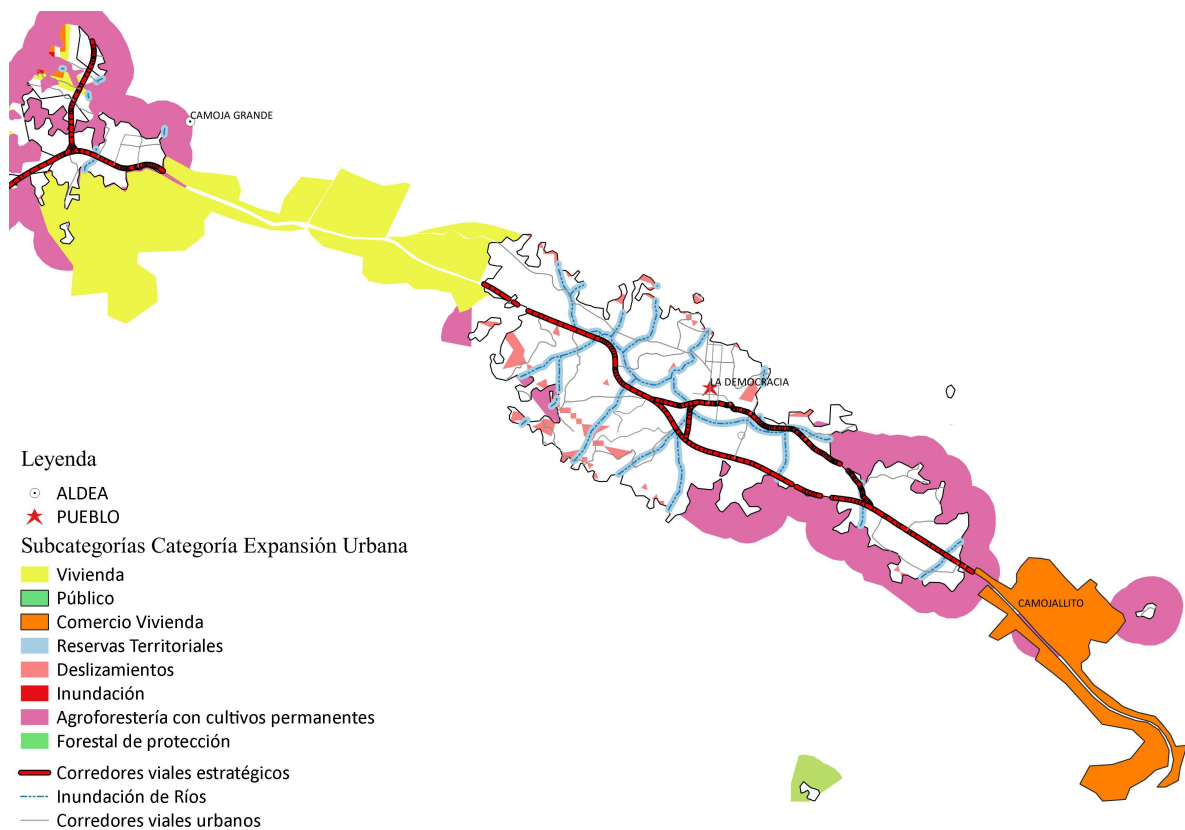 CAMOJA GRANDE
LA DEMOCRACIA
Leyenda
ALDEA
PUEBLO
Subcategorías Categoría Expansión Urbana
Vivienda
Público
Comercio Vivienda
CAMOJALLITO
Reservas Territoriales
Deslizamientos
Inundación
Agroforestería con cultivos permanentes
Forestal de protección
Corredores viales estratégicos
Inundación de Ríos
Corredores viales urbanos